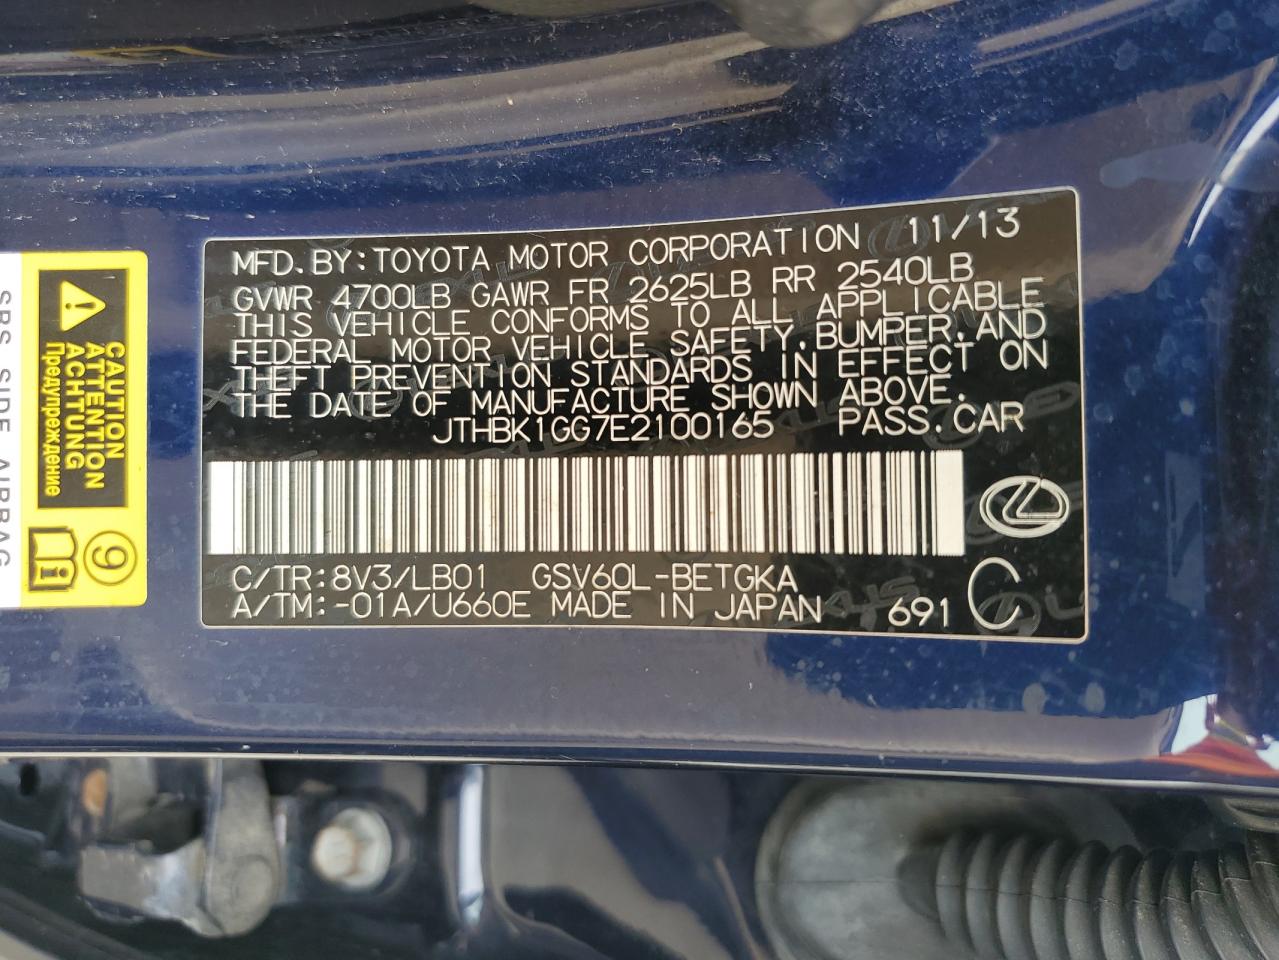 MFD.BY:TOYOTA MOTOR CORPORATION 11/13
GVWR 4700LB GAWR FR 2625LB RR 2540LB
THIS VEHICLE CONFORMS TO ALL APPLICABLE
FEDERAL MOTOR VEHICLE SAFETY,BUMPER,AND
THEFT PREVENTION STANDARDS IN EFFECT ON
THE DATE OF MANUFACTURE SHOWN ABOVE.
JTHBK1GG7E2100165 PASS.CAR
C/TR:8V3/LB01 GSV60L-BETGKA
A/TM:-01A/U660E MADE IN JAPAN 691 C
CAUTION
ATTENTION
ACHTUNG
Предупреждение
9
SRS SIDE AIRBAG